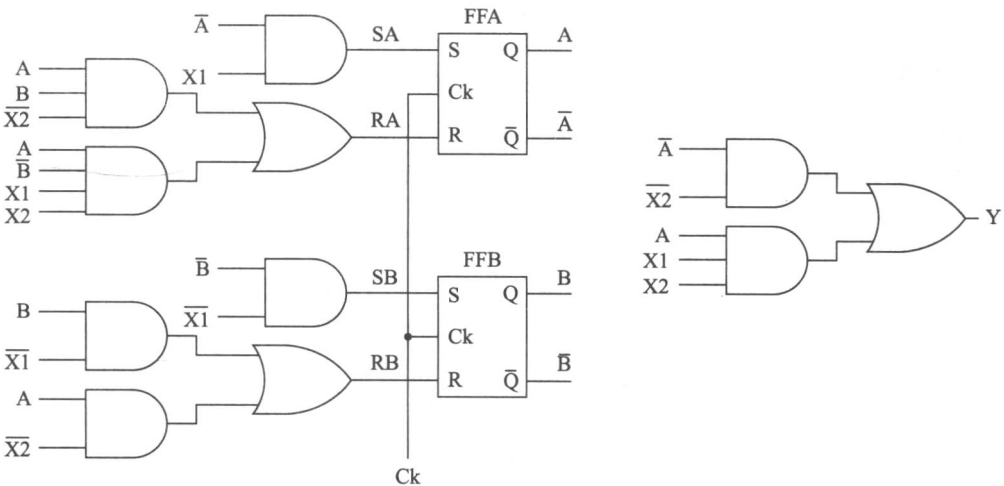 FFA
A̅
SA
S
Q
A
X1
A
B
X̅2̅
Ck
RA
R
Q̅
A̅
A
B̅
X1
X2
A̅
X̅2̅
A
X1
X2
Y
FFB
B̅
SB
S
Q
B
X̅1̅
B
X̅1̅
Ck
RB
R
Q̅
B̅
A
X̅2̅
Ck